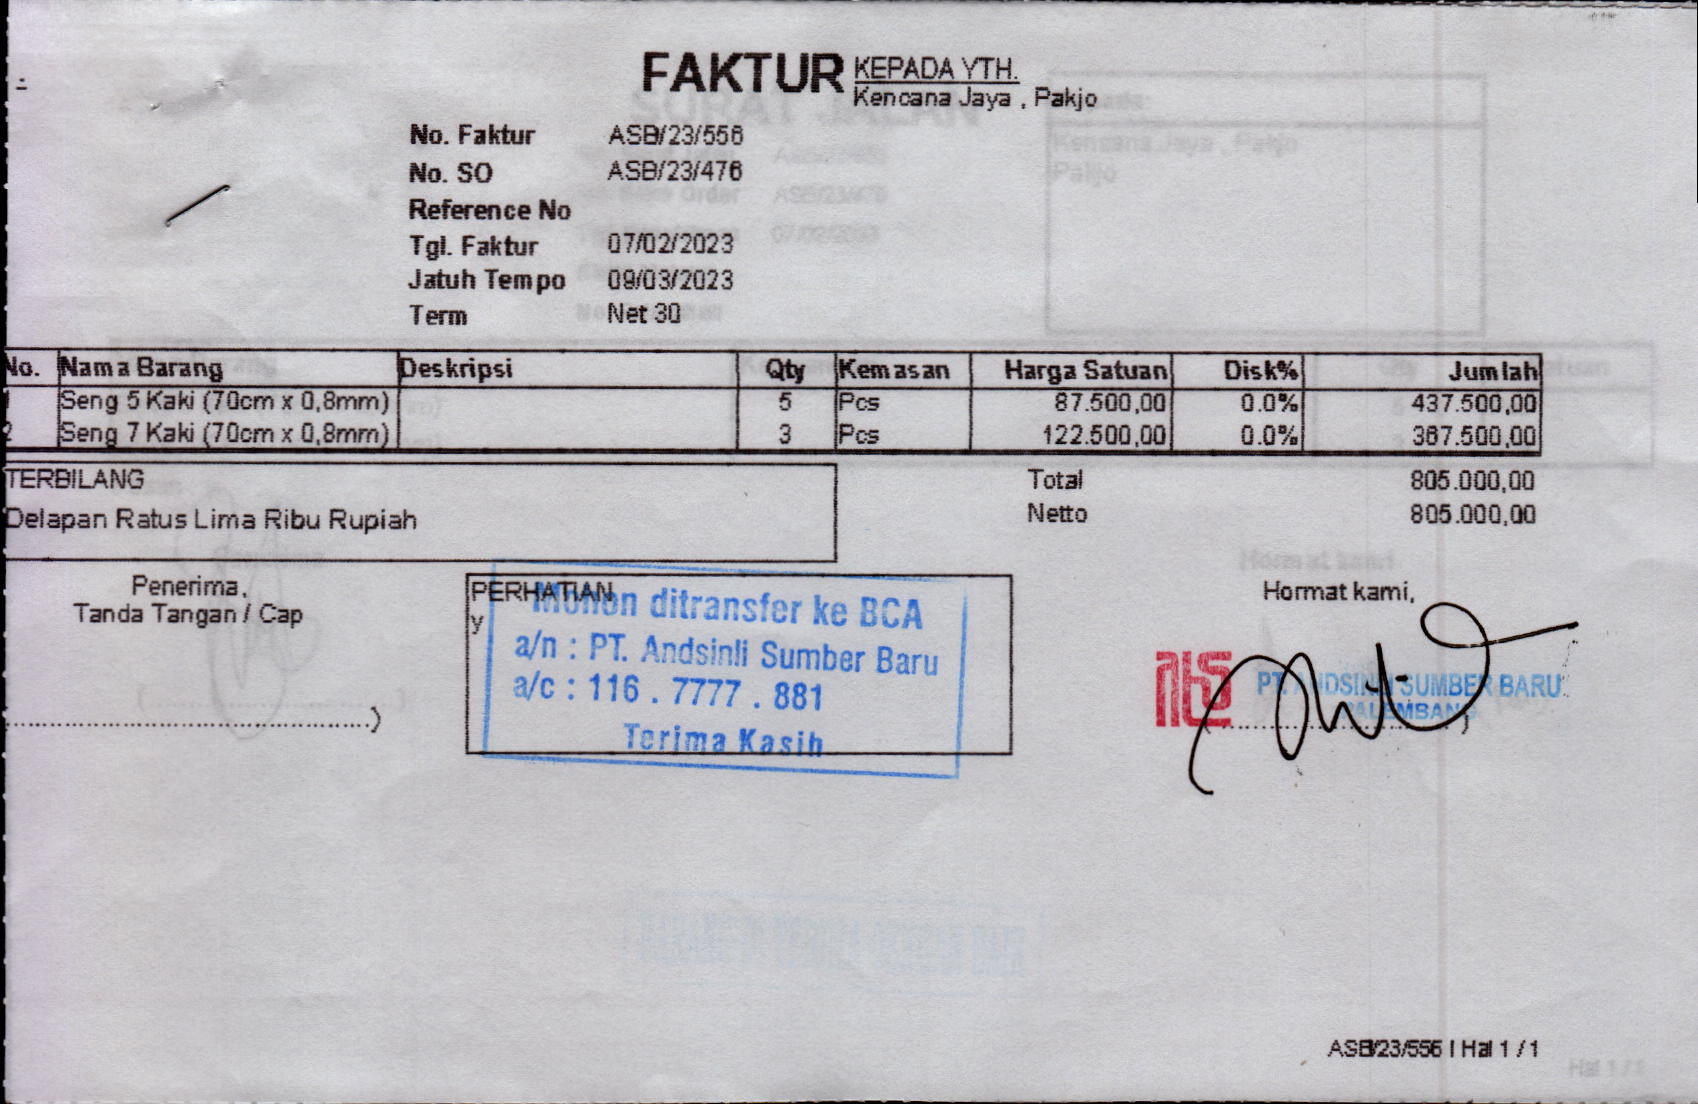 FAKTUR KEPADA YTH.
Kencana Jaya , Pakjo
No. Faktur ASB/23/556
No. SO ASB/23/476
Reference No
Tgl. Faktur 07/02/2023
Jatuh Tempo 09/03/2023
Term Net 30
No. Nama Barang Deskripsi Qty Kemasan Harga Satuan Disk% Jumlah
1 Seng 5 Kaki (70cm x 0,8mm) 5 Pcs 87.500,00 0.0% 437.500,00
2 Seng 7 Kaki (70cm x 0,8mm) 3 Pcs 122.500,00 0.0% 367.500,00
TERBILANG
Delapan Ratus Lima Ribu Rupiah
Total 805.000,00
Netto 805.000,00
Penerima,
Tanda Tangan / Cap
PERHATIAN
y
Mohon ditransfer ke BCA
a/n : PT. Andsinli Sumber Baru
a/c : 116 . 7777 . 881
Terima Kasih
Hormat kami,
PT. ANDSINLI SUMBER BARU
PALEMBANG
ASB/23/556 | Hal 1 / 1